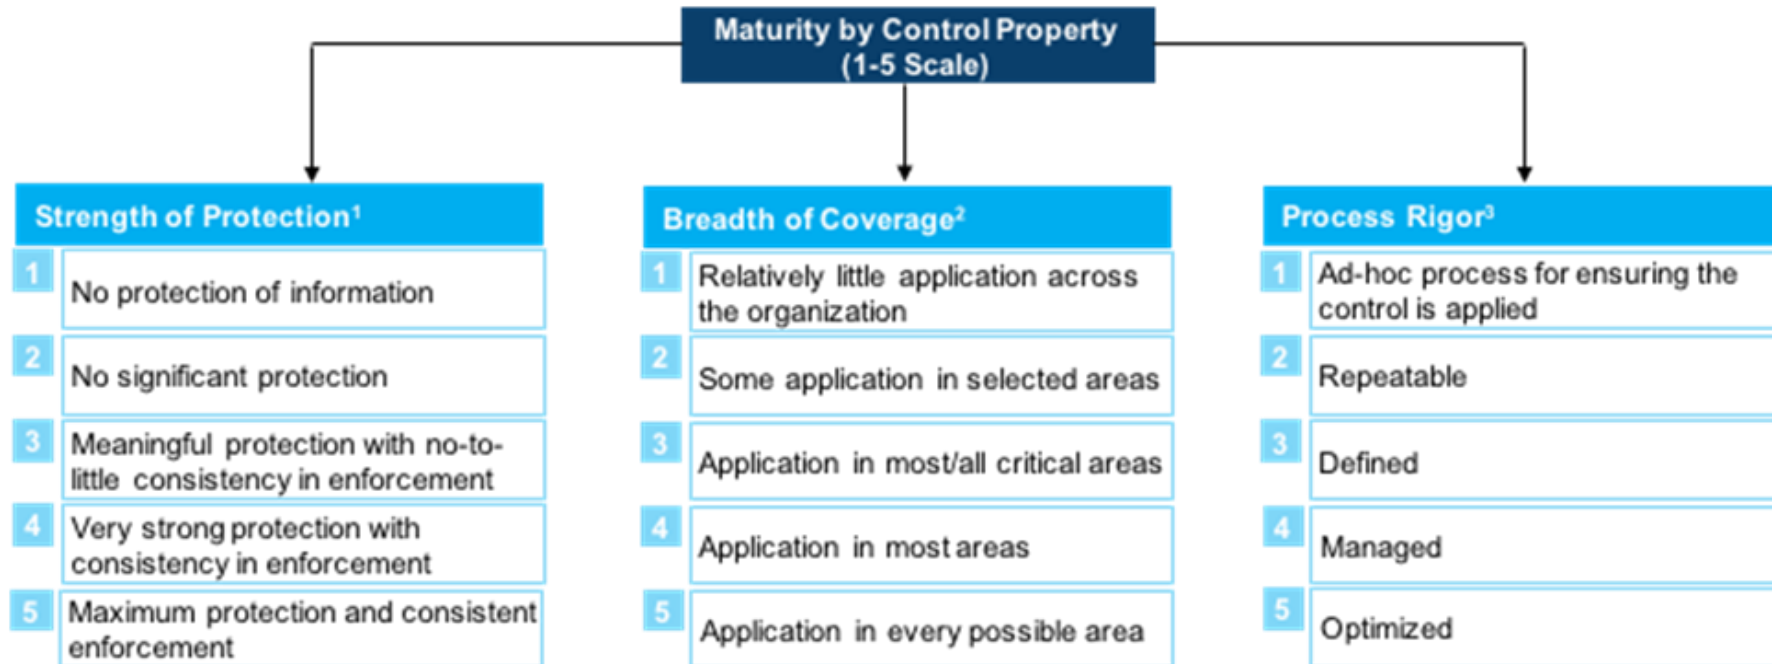 Maturity by Control Property
(1-5 Scale)
Strength of Protection¹
1
No protection of information
2
No significant protection
3
Meaningful protection with no-to-
little consistency in enforcement
4
Very strong protection with
consistency in enforcement
5
Maximum protection and consistent
enforcement
Breadth of Coverage²
1
Relatively little application across
the organization
2
Some application in selected areas
3
Application in most/all critical areas
4
Application in most areas
5
Application in every possible area
Process Rigor³
1
Ad-hoc process for ensuring the
control is applied
2
Repeatable
3
Defined
4
Managed
5
Optimized